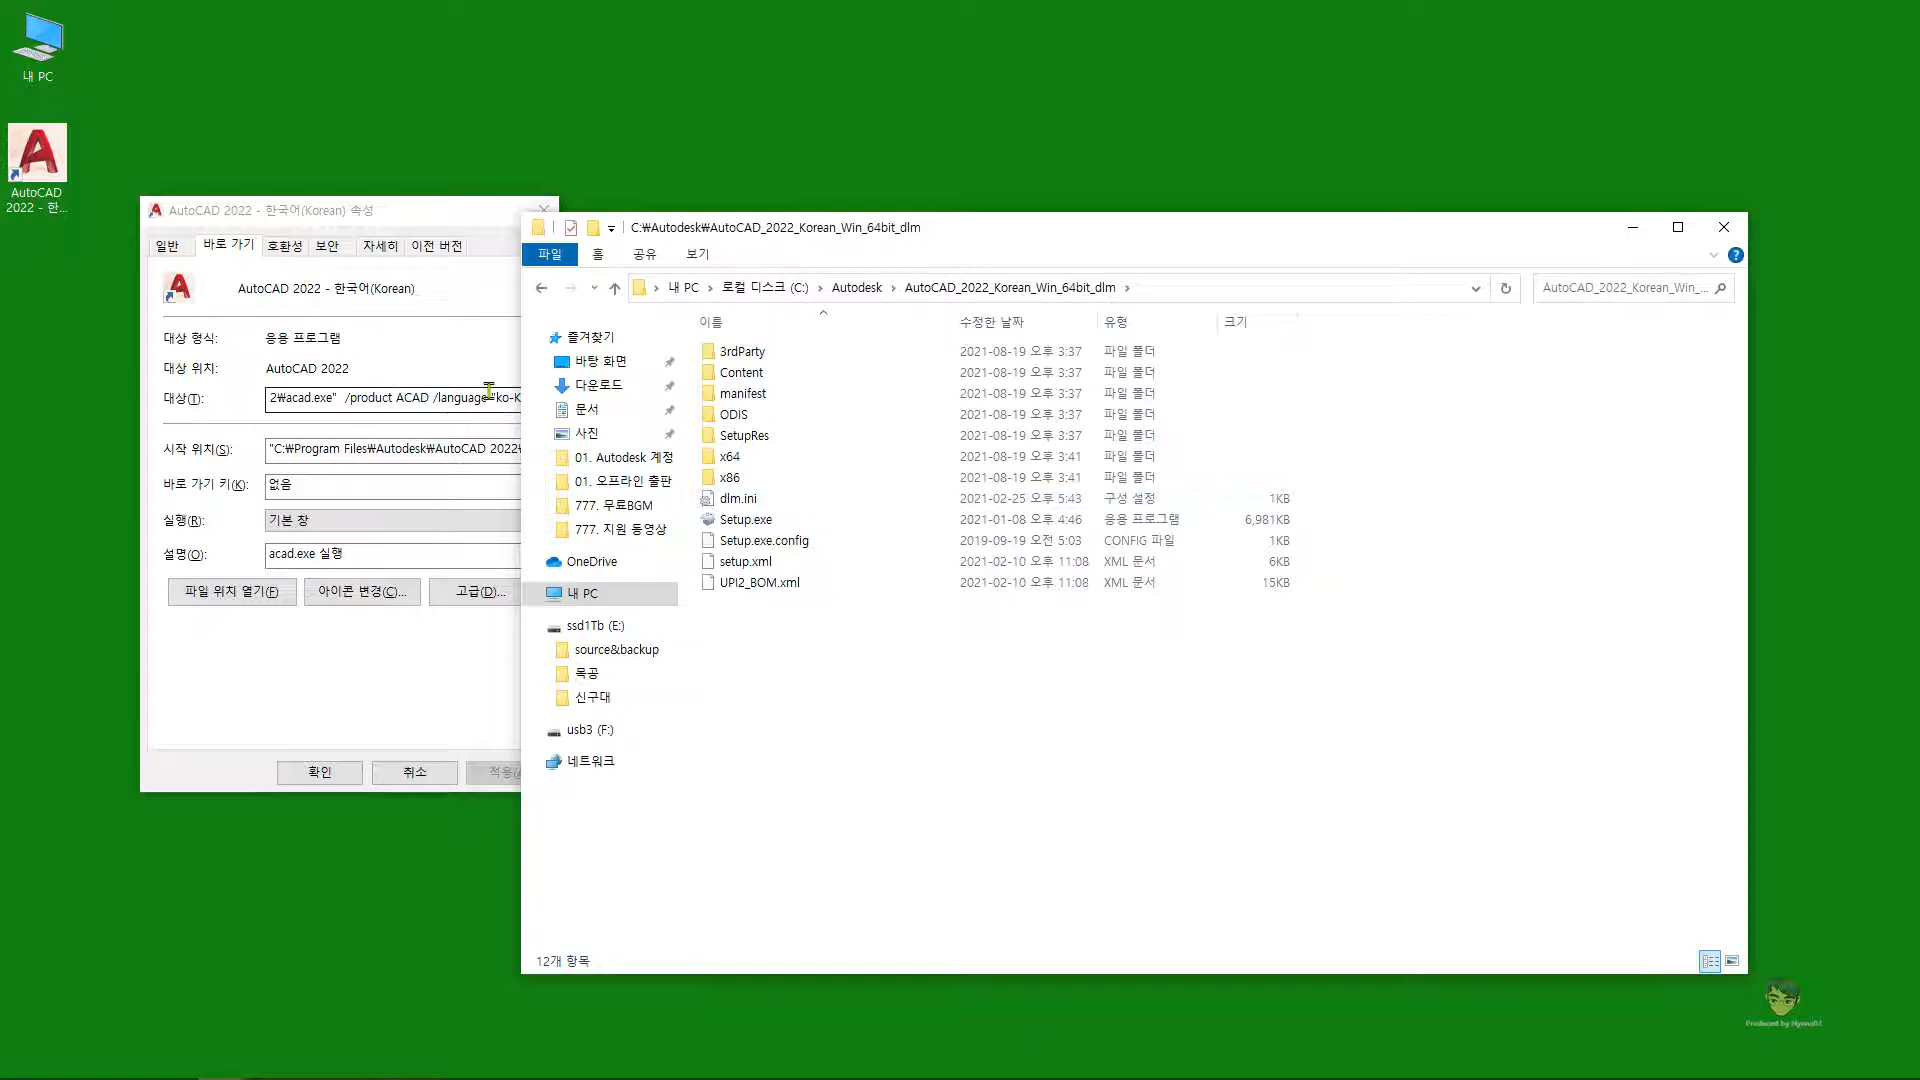 내 PC
AutoCAD
2022 - 한...
AutoCAD 2022 - 한국어(Korean) 속성
일반
바로 가기
호환성
보안
자세히
이전 버전
AutoCAD 2022 - 한국어(Korean)
대상 형식:
응용 프로그램
대상 위치:
AutoCAD 2022
대상(T):
2₩acad.exe" /product ACAD /language "ko-K
시작 위치(S):
"C:₩Program Files₩Autodesk₩AutoCAD 2022₩
바로 가기 키(K):
없음
실행(R):
기본 창
설명(O):
acad.exe 실행
파일 위치 열기(F)
아이콘 변경(C)...
고급(D)...
확인
취소
적용(A
C:₩Autodesk₩AutoCAD_2022_Korean_Win_64bit_dlm
파일
홈
공유
보기
내 PC > 로컬 디스크 (C:) > Autodesk > AutoCAD_2022_Korean_Win_64bit_dlm >
AutoCAD_2022_Korean_Win_...
즐겨찾기
바탕 화면
다운로드
문서
사진
01. Autodesk 계정
01. 오프라인 출판
777. 무료BGM
777. 지원 동영상
OneDrive
내 PC
ssd1Tb (E:)
source&backup
목공
신구대
usb3 (F:)
네트워크
이름 수정한 날짜 유형 크기
3rdParty 2021-08-19 오후 3:37 파일 폴더
Content 2021-08-19 오후 3:37 파일 폴더
manifest 2021-08-19 오후 3:37 파일 폴더
ODIS 2021-08-19 오후 3:37 파일 폴더
SetupRes 2021-08-19 오후 3:37 파일 폴더
x64 2021-08-19 오후 3:41 파일 폴더
x86 2021-08-19 오후 3:41 파일 폴더
dlm.ini 2021-02-25 오후 5:43 구성 설정 1KB
Setup.exe 2021-01-08 오후 4:46 응용 프로그램 6,981KB
Setup.exe.config 2019-09-19 오전 5:03 CONFIG 파일 1KB
setup.xml 2021-02-10 오후 11:08 XML 문서 6KB
UPI2_BOM.xml 2021-02-10 오후 11:08 XML 문서 15KB
12개 항목
Produced by